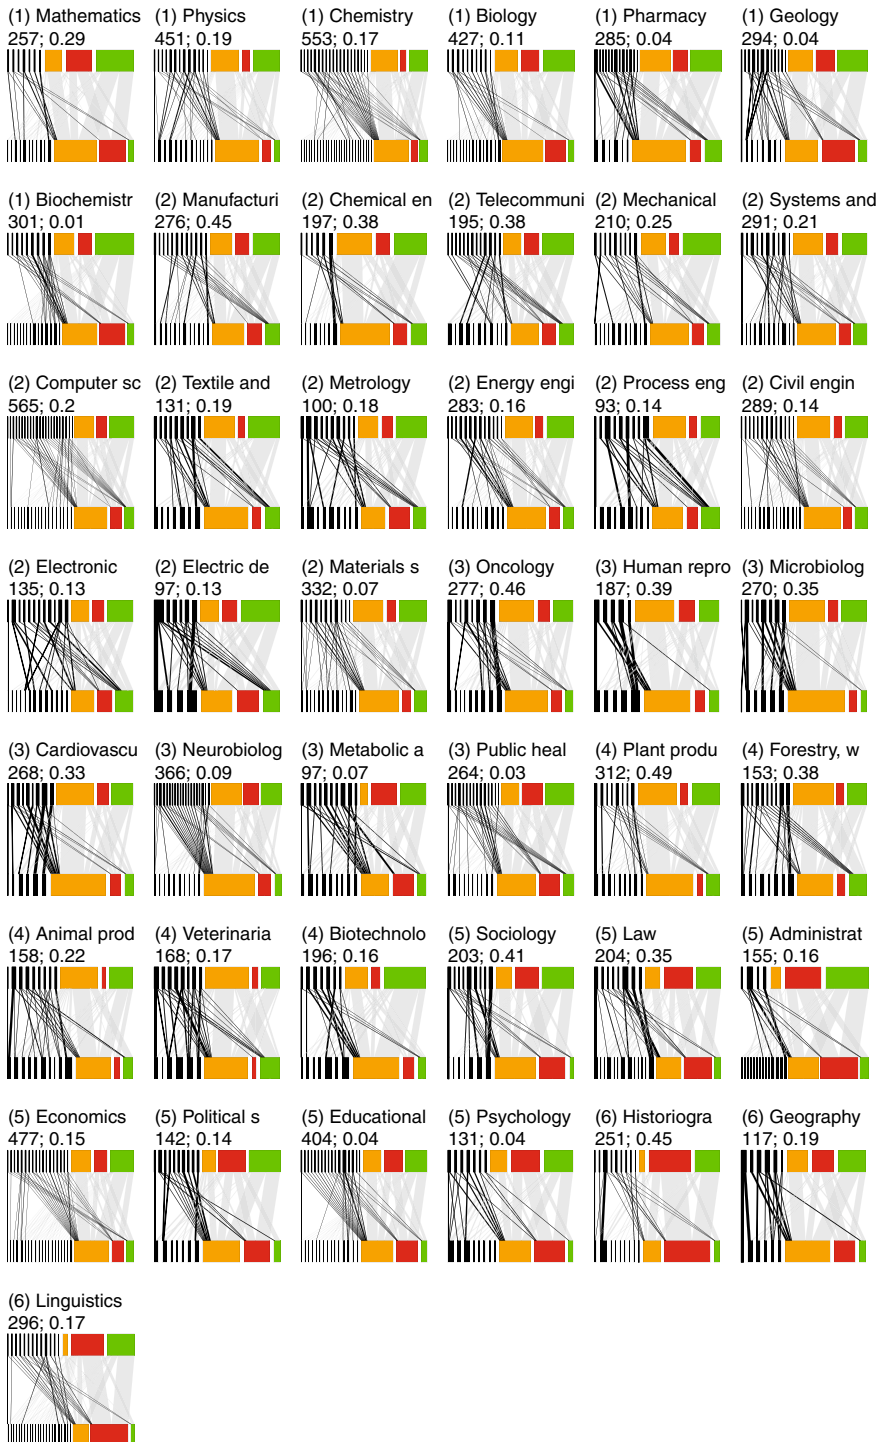 (1) Mathematics
257; 0.29
(1) Physics
451; 0.19
(1) Chemistry
553; 0.17
(1) Biology
427; 0.11
(1) Pharmacy
285; 0.04
(1) Geology
294; 0.04
(1) Biochemistr
301; 0.01
(2) Manufacturi
276; 0.45
(2) Chemical en
197; 0.38
(2) Telecommuni
195; 0.38
(2) Mechanical
210; 0.25
(2) Systems and
291; 0.21
(2) Computer sc
565; 0.2
(2) Textile and
131; 0.19
(2) Metrology
100; 0.18
(2) Energy engi
283; 0.16
(2) Process eng
93; 0.14
(2) Civil engin
289; 0.14
(2) Electronic
135; 0.13
(2) Electric de
97; 0.13
(2) Materials s
332; 0.07
(3) Oncology
277; 0.46
(3) Human repro
187; 0.39
(3) Microbiolog
270; 0.35
(3) Cardiovascu
268; 0.33
(3) Neurobiolog
366; 0.09
(3) Metabolic a
97; 0.07
(3) Public heal
264; 0.03
(4) Plant produ
312; 0.49
(4) Forestry, w
153; 0.38
(4) Animal prod
158; 0.22
(4) Veterinaria
168; 0.17
(4) Biotechnolo
196; 0.16
(5) Sociology
203; 0.41
(5) Law
204; 0.35
(5) Administrat
155; 0.16
(5) Economics
477; 0.15
(5) Political s
142; 0.14
(5) Educational
404; 0.04
(5) Psychology
131; 0.04
(6) Historiogra
251; 0.45
(6) Geography
117; 0.19
(6) Linguistics
296; 0.17